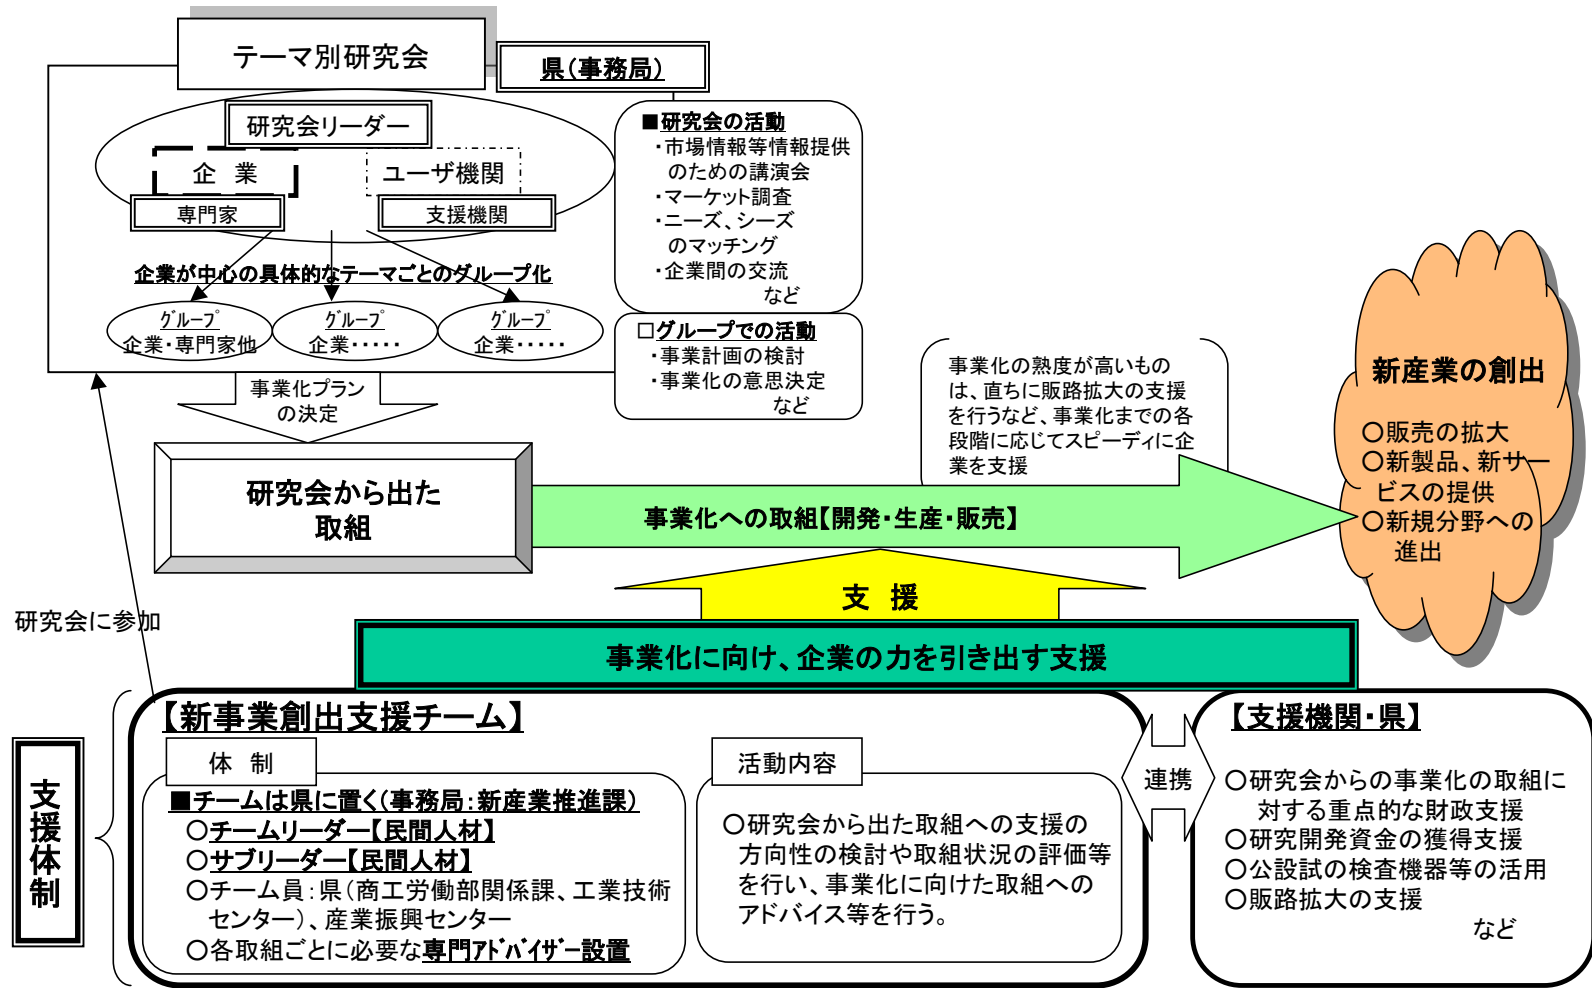 テーマ別研究会
県(事務局)
研究会リーダー
企 業
ユーザ機関
専門家
支援機関
企業が中心の具体的なテーマごとのグループ化
グループ
企業・専門家他
グループ
企業・・・・・
グループ
企業・・・・・
■研究会の活動
・市場情報等情報提供
のための講演会
・マーケット調査
・ニーズ、シーズ
のマッチング
・企業間の交流
など
□グループでの活動
・事業計画の検討
・事業化の意思決定
など
事業化プラン
の決定
研究会から出た
取組
事業化の熟度が高いもの
は、直ちに販路拡大の支援
を行うなど、事業化までの各
段階に応じてスピーディに企
業を支援
事業化への取組【開発・生産・販売】
新産業の創出
○販売の拡大
○新製品、新サー
ビスの提供
○新規分野への
進出
支 援
事業化に向け、企業の力を引き出す支援
研究会に参加
支援体制
【新事業創出支援チーム】
体 制
■チームは県に置く(事務局:新産業推進課)
○チームリーダー【民間人材】
○サブリーダー【民間人材】
○チーム員:県(商工労働部関係課、工業技術
センター)、産業振興センター
○各取組ごとに必要な専門アドバイザー設置
活動内容
○研究会から出た取組への支援の
方向性の検討や取組状況の評価等
を行い、事業化に向けた取組への
アドバイス等を行う。
連携
【支援機関・県】
○研究会からの事業化の取組に
対する重点的な財政支援
○研究開発資金の獲得支援
○公設試の検査機器等の活用
○販路拡大の支援
など